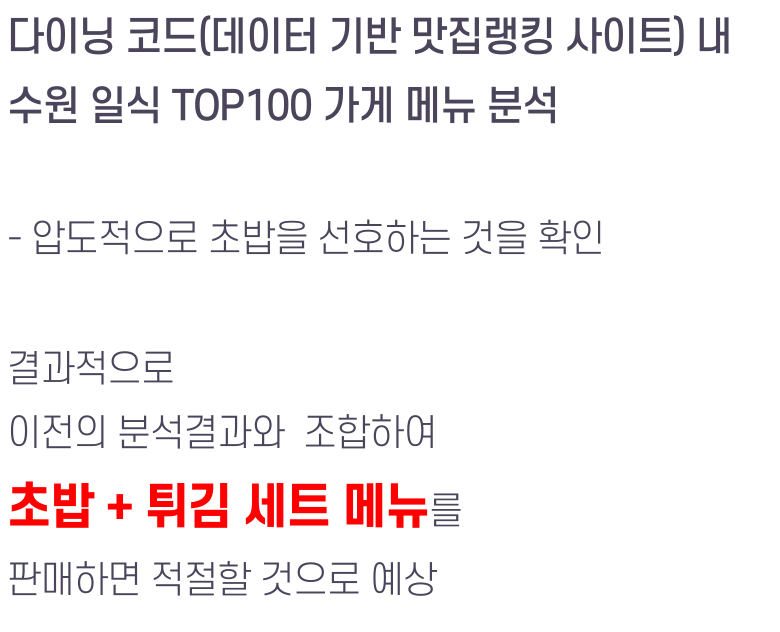 다이닝 코드(데이터 기반 맛집랭킹 사이트) 내
수원 일식 TOP100 가게 메뉴 분석
- 압도적으로 초밥을 선호하는 것을 확인
결과적으로
이전의 분석결과와 조합하여
초밥 + 튀김 세트 메뉴를
판매하면 적절할 것으로 예상